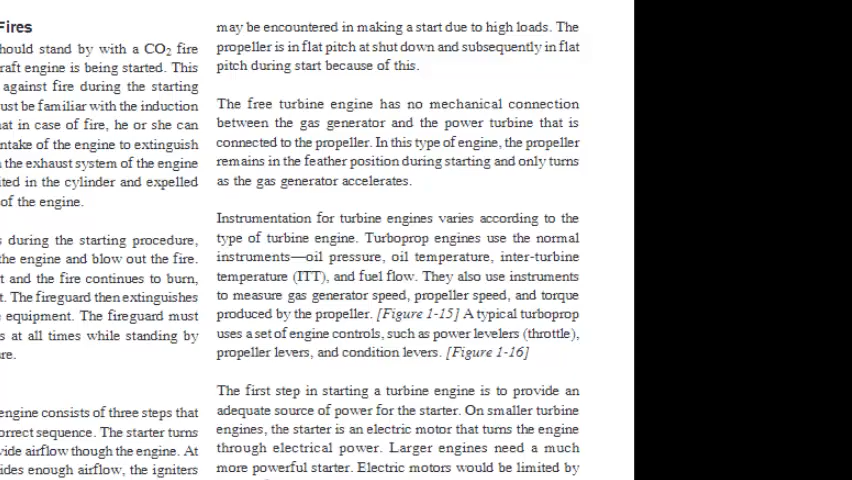 Fires
should stand by with a CO2 fire
raft engine is being started. This
against fire during the starting
ust be familiar with the induction
at in case of fire, he or she can
ntake of the engine to extinguish
the exhaust system of the engine
ited in the cylinder and expelled
of the engine.
during the starting procedure,
the engine and blow out the fire.
t and the fire continues to burn,
t. The fireguard then extinguishes
equipment. The fireguard must
s at all times while standing by
re.
engine consists of three steps that
orrect sequence. The starter turns
vide airflow though the engine. At
ides enough airflow, the igniters
may be encountered in making a start due to high loads. The
propeller is in flat pitch at shut down and subsequently in flat
pitch during start because of this.
The free turbine engine has no mechanical connection
between the gas generator and the power turbine that is
connected to the propeller. In this type of engine, the propeller
remains in the feather position during starting and only turns
as the gas generator accelerates.
Instrumentation for turbine engines varies according to the
type of turbine engine. Turboprop engines use the normal
instruments—oil pressure, oil temperature, inter-turbine
temperature (ITT), and fuel flow. They also use instruments
to measure gas generator speed, propeller speed, and torque
produced by the propeller. [Figure 1-15] A typical turboprop
uses a set of engine controls, such as power levelers (throttle),
propeller levers, and condition levers. [Figure 1-16]
The first step in starting a turbine engine is to provide an
adequate source of power for the starter. On smaller turbine
engines, the starter is an electric motor that turns the engine
through electrical power. Larger engines need a much
more powerful starter. Electric motors would be limited by